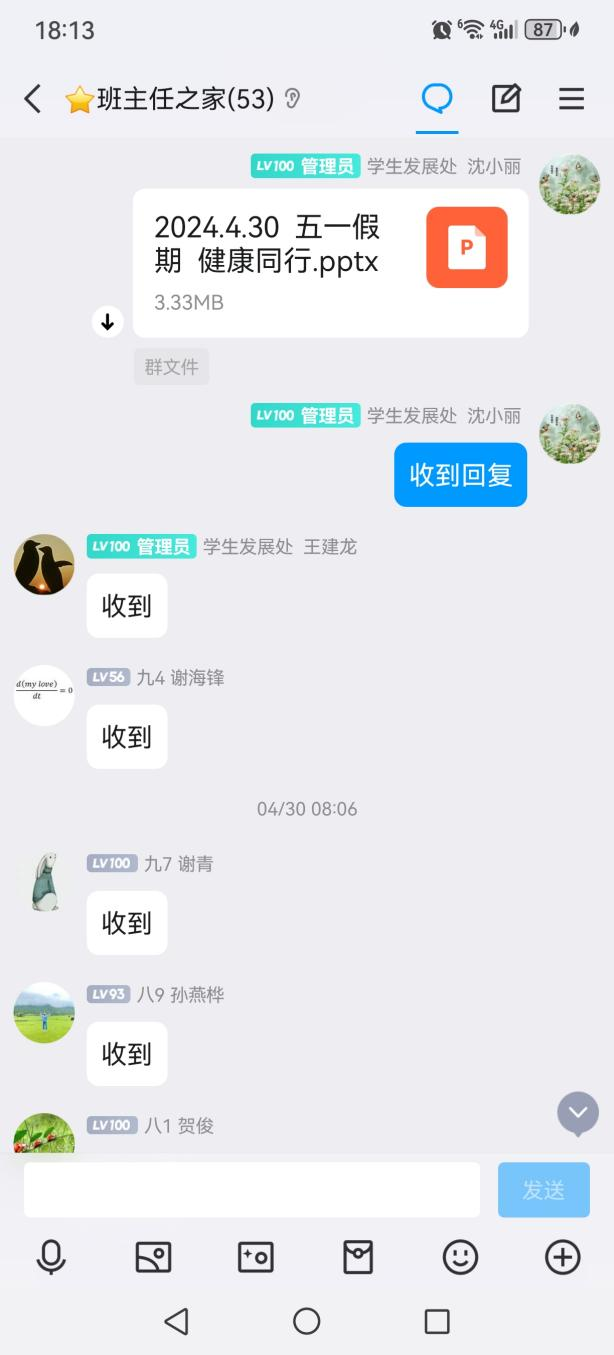 18:13
6 4G 87
⭐班主任之家(53)
LV100 管理员 学生发展处 沈小丽
2024.4.30 五一假
期 健康同行.pptx
P
3.33MB
群文件
LV100 管理员 学生发展处 沈小丽
收到回复
LV100 管理员 学生发展处 王建龙
收到
d(my love)
dt
= 0
LV56 九4 谢海锋
收到
04/30 08:06
LV100 九7 谢青
收到
LV93 八9 孙燕桦
收到
LV100 八1 贺俊
发送